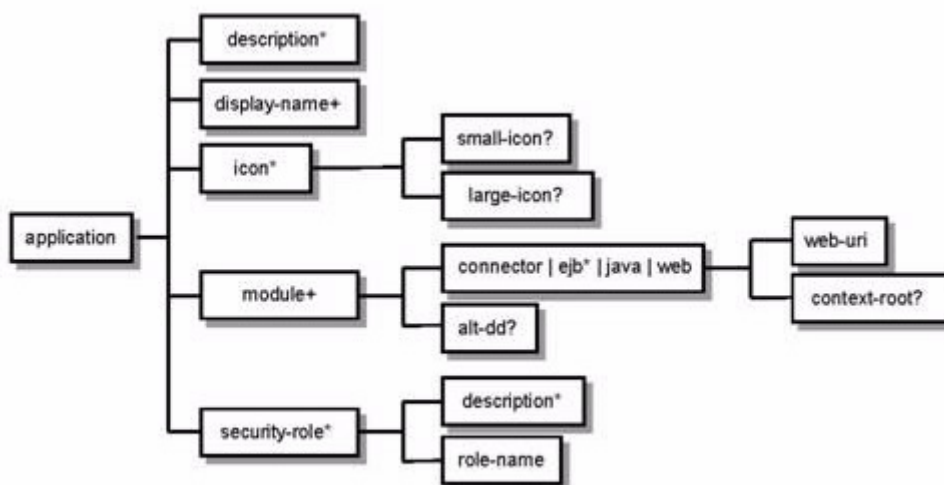 description*
display-name+
icon*
small-icon?
large-icon?
application
module+
connector | ejb* | java | web
web-uri
context-root?
alt-dd?
security-role*
description*
role-name